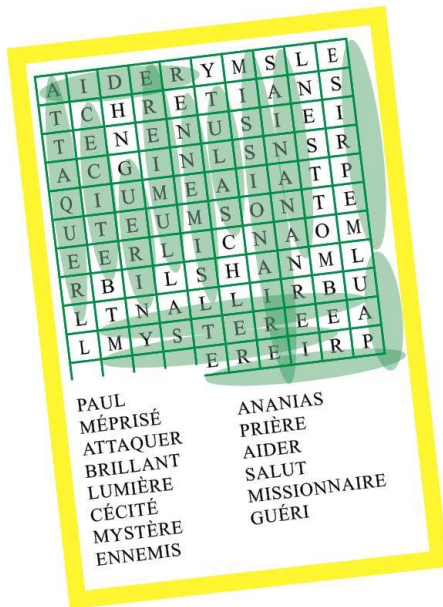 A I D E R Y M S L E
T C H R E T I A N S
T E N E N U S I E I
A C G I N L S N S R
Q I U M E A I A T P
U T E U M S O N T E
E E R L I C N A O M
R B I L S H A N M L
L T N A L L I R B U
L M Y S T E R E E A
E R E I R P
PAUL
MÉPRISÉ
ATTAQUER
BRILLANT
LUMIÈRE
CÉCITÉ
MYSTÈRE
ENNEMIS
ANANIAS
PRIÈRE
AIDER
SALUT
MISSIONNAIRE
GUÉRI